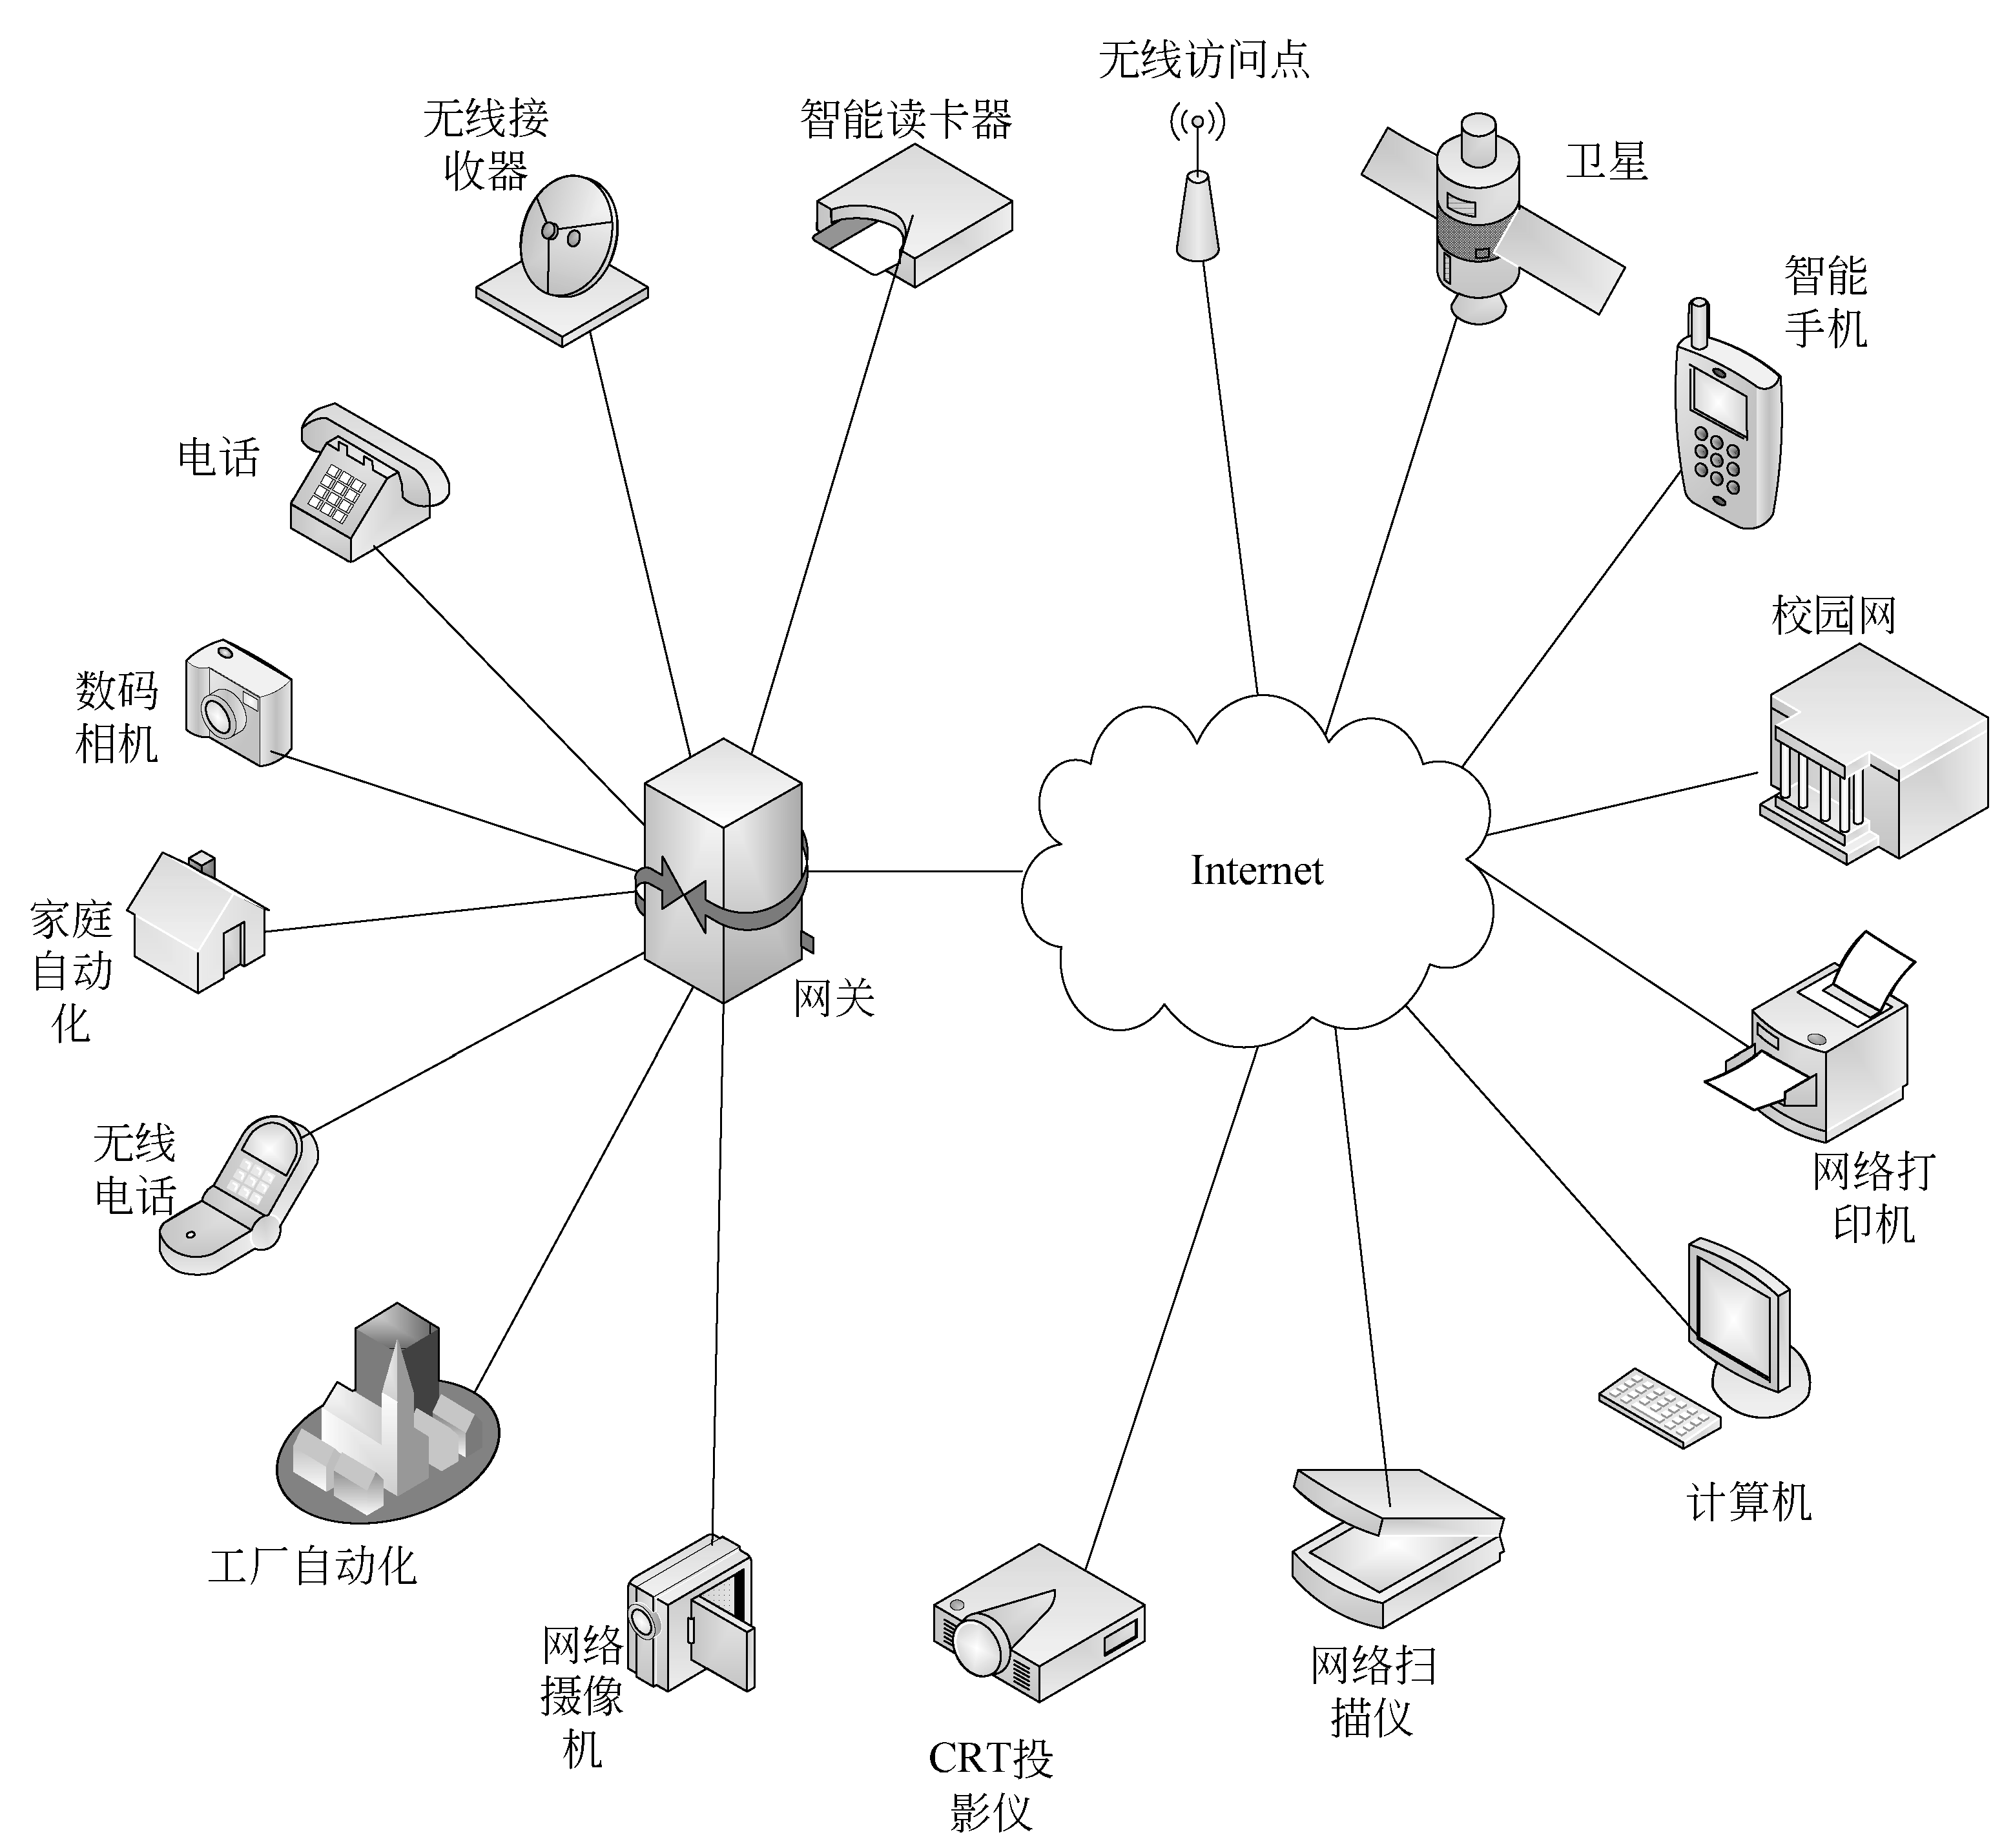 无线访问点
无线接
收器
智能读卡器
卫星
智能
手机
电话
校园网
数码
相机
Internet
家庭
自动
化
网关
无线
电话
网络打
印机
计算机
工厂自动化
网络
摄像
机
网络扫
描仪
CRT投
影仪